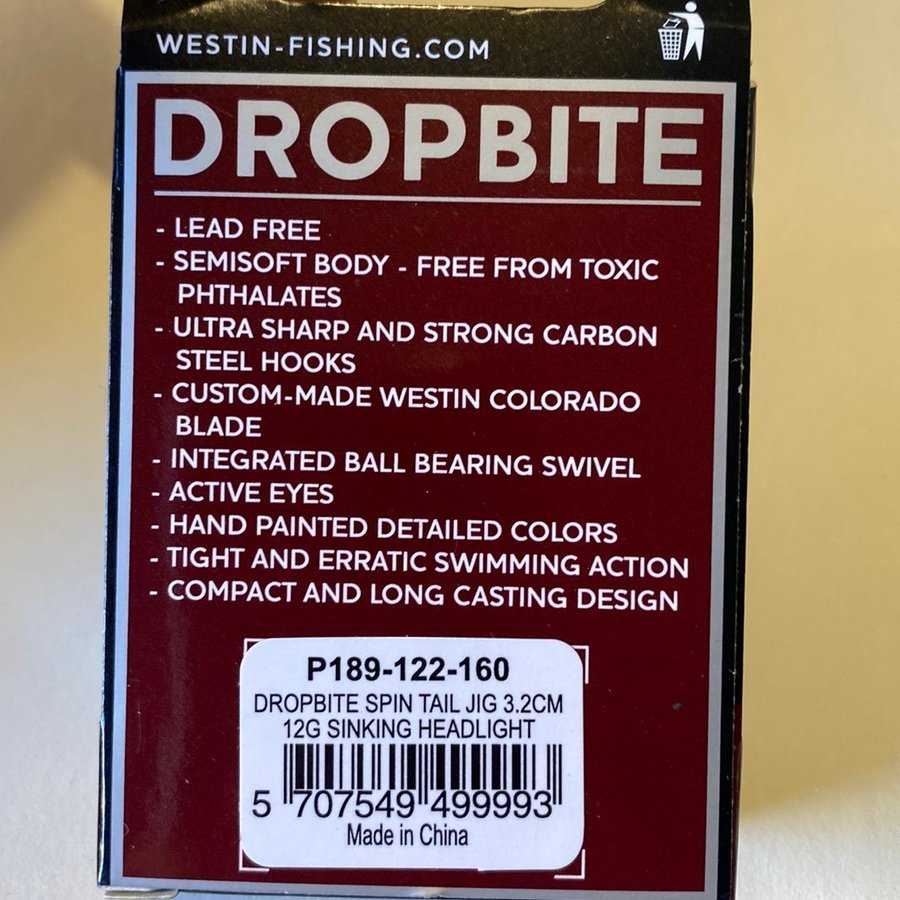 WESTIN-FISHING.COM
DROPBITE
- LEAD FREE
- SEMISOFT BODY - FREE FROM TOXIC
PHTHALATES
- ULTRA SHARP AND STRONG CARBON
STEEL HOOKS
- CUSTOM-MADE WESTIN COLORADO
BLADE
- INTEGRATED BALL BEARING SWIVEL
- ACTIVE EYES
- HAND PAINTED DETAILED COLORS
- TIGHT AND ERRATIC SWIMMING ACTION
- COMPACT AND LONG CASTING DESIGN
P189-122-160
DROPBITE SPIN TAIL JIG 3.2CM
12G SINKING HEADLIGHT
5 707549 499993
Made in China